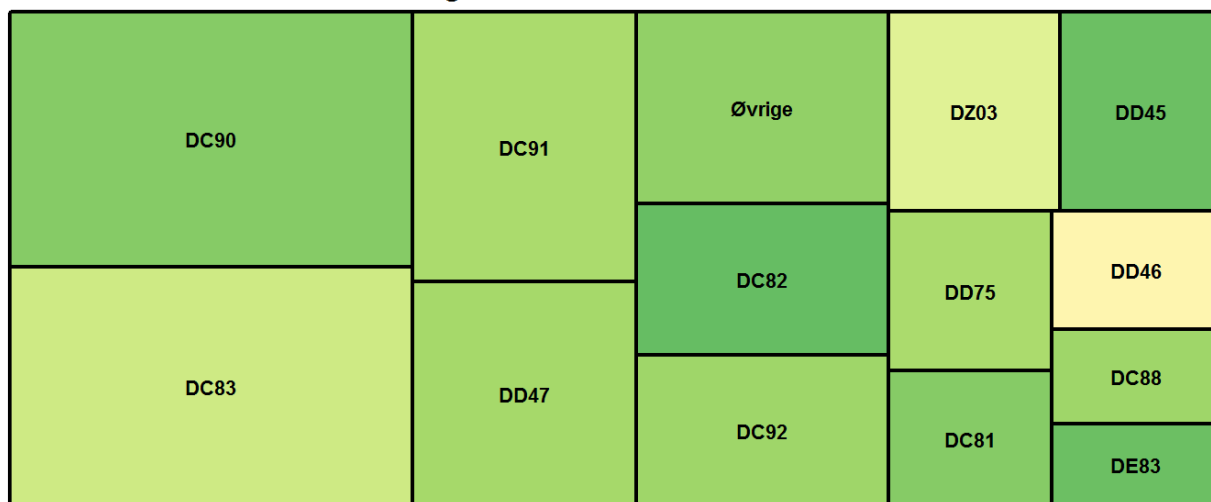 DC90
DC91
Øvrige
DZ03
DD45
DC82
DD75
DD46
DC83
DD47
DC92
DC81
DC88
DE83